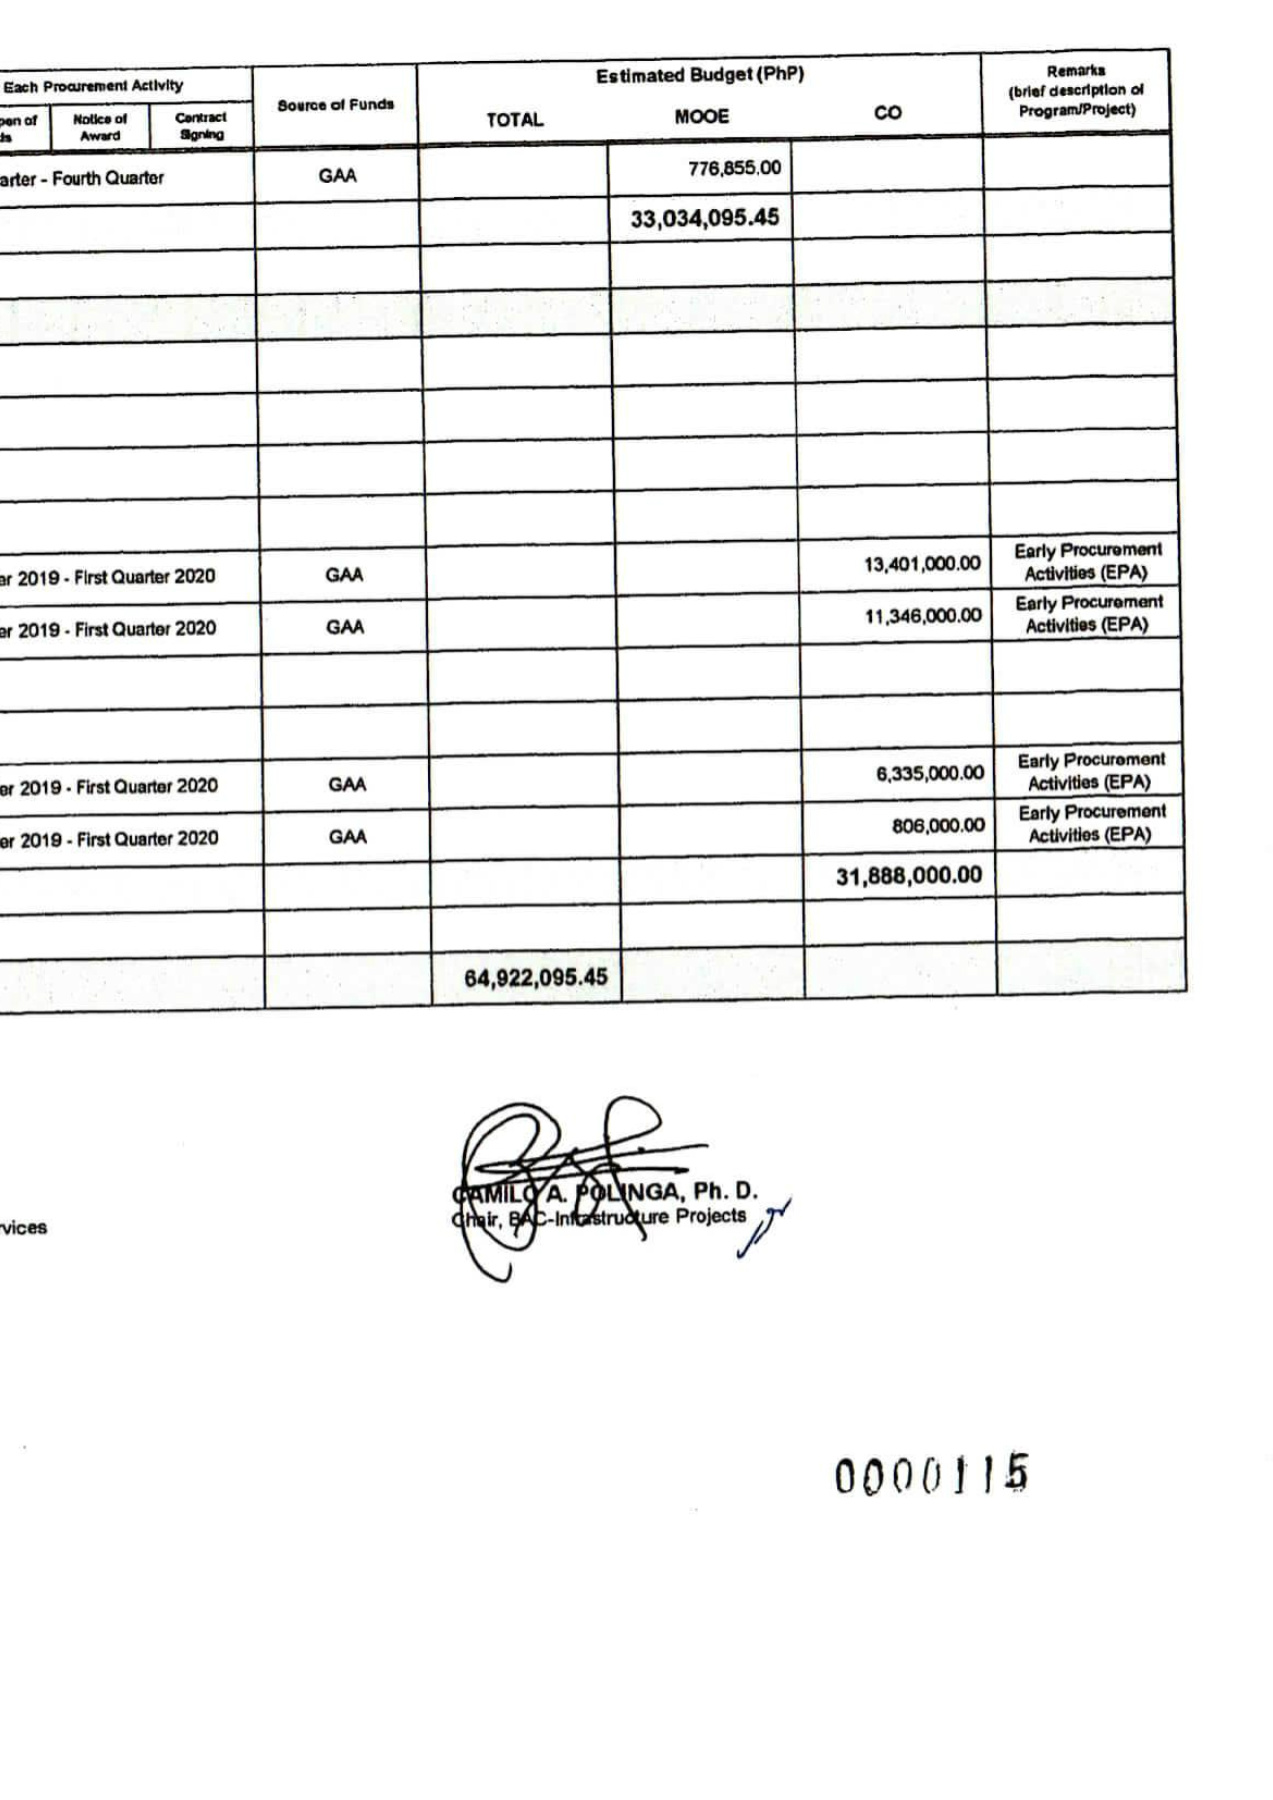 Each Procurement Activity
Source of Funds
Estimated Budget (PhP)
Remarks
(brief description of
Program/Project)
Notice of
Award
Contract
Signing
TOTAL
MOOE
CO
arter - Fourth Quarter
GAA
776,855.00
33,034,095.45
er 2019 - First Quarter 2020
GAA
13,401,000.00
Early Procurement
Activities (EPA)
er 2019 - First Quarter 2020
GAA
11,346,000.00
Early Procurement
Activities (EPA)
er 2019 - First Quarter 2020
GAA
6,335,000.00
Early Procurement
Activities (EPA)
er 2019 - First Quarter 2020
GAA
806,000.00
Early Procurement
Activities (EPA)
31,888,000.00
64,922,095.45
CAMILO A. POLINGA, Ph. D.
Chair, BAC-Infrastructure Projects
vices
0000115